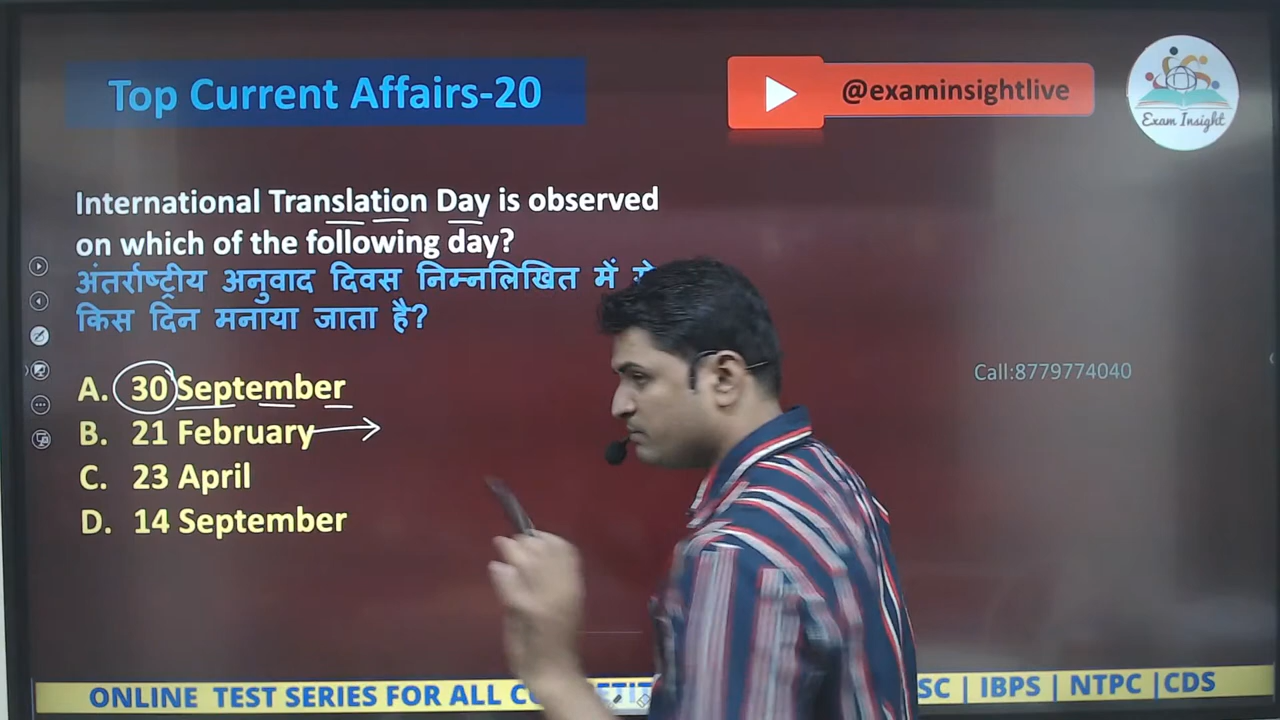 Top Current Affairs-20
@examinsightlive
Exam Insight
International Translation Day is observed
on which of the following day?
अंतर्राष्ट्रीय अनुवाद दिवस निम्नलिखित में
किस दिन मनाया जाता है?
Call:8779774040
A. 30 September
B. 21 February
C. 23 April
D. 14 September
ONLINE TEST SERIES FOR ALL SC | IBPS | NTPC |CDS